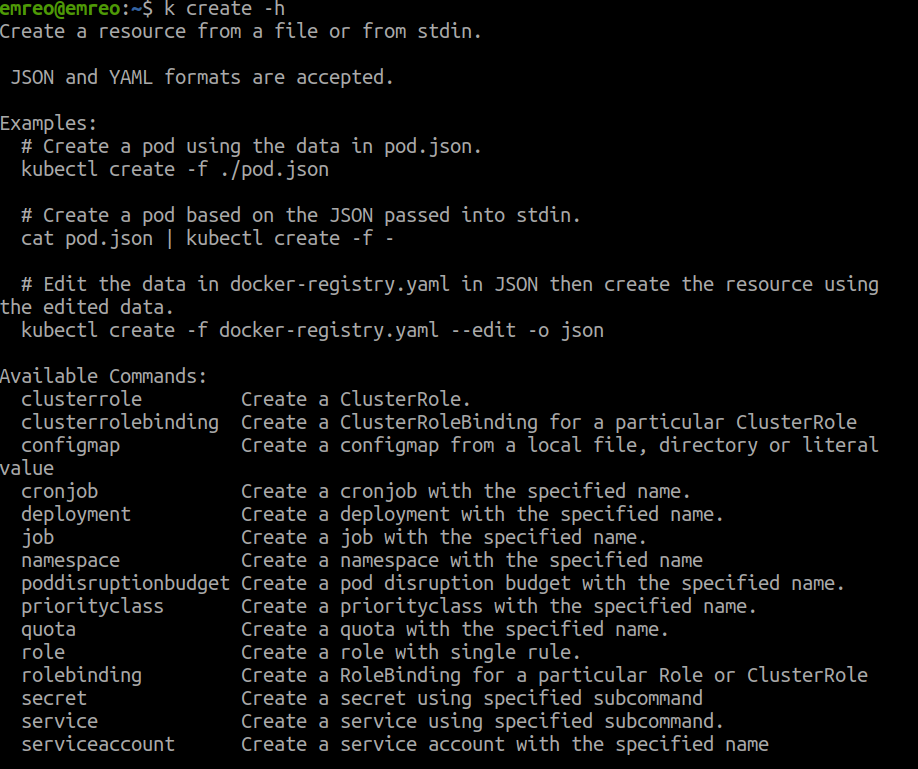 emreo@emreo:~$ k create -h
Create a resource from a file or from stdin.
JSON and YAML formats are accepted.
Examples:
# Create a pod using the data in pod.json.
kubectl create -f ./pod.json
# Create a pod based on the JSON passed into stdin.
cat pod.json | kubectl create -f -
# Edit the data in docker-registry.yaml in JSON then create the resource using
the edited data.
kubectl create -f docker-registry.yaml --edit -o json
Available Commands:
clusterrole Create a ClusterRole.
clusterrolebinding Create a ClusterRoleBinding for a particular ClusterRole
configmap Create a configmap from a local file, directory or literal
value
cronjob Create a cronjob with the specified name.
deployment Create a deployment with the specified name.
job Create a job with the specified name.
namespace Create a namespace with the specified name
poddisruptionbudget Create a pod disruption budget with the specified name.
priorityclass Create a priorityclass with the specified name.
quota Create a quota with the specified name.
role Create a role with single rule.
rolebinding Create a RoleBinding for a particular Role or ClusterRole
secret Create a secret using specified subcommand
service Create a service using specified subcommand.
serviceaccount Create a service account with the specified name